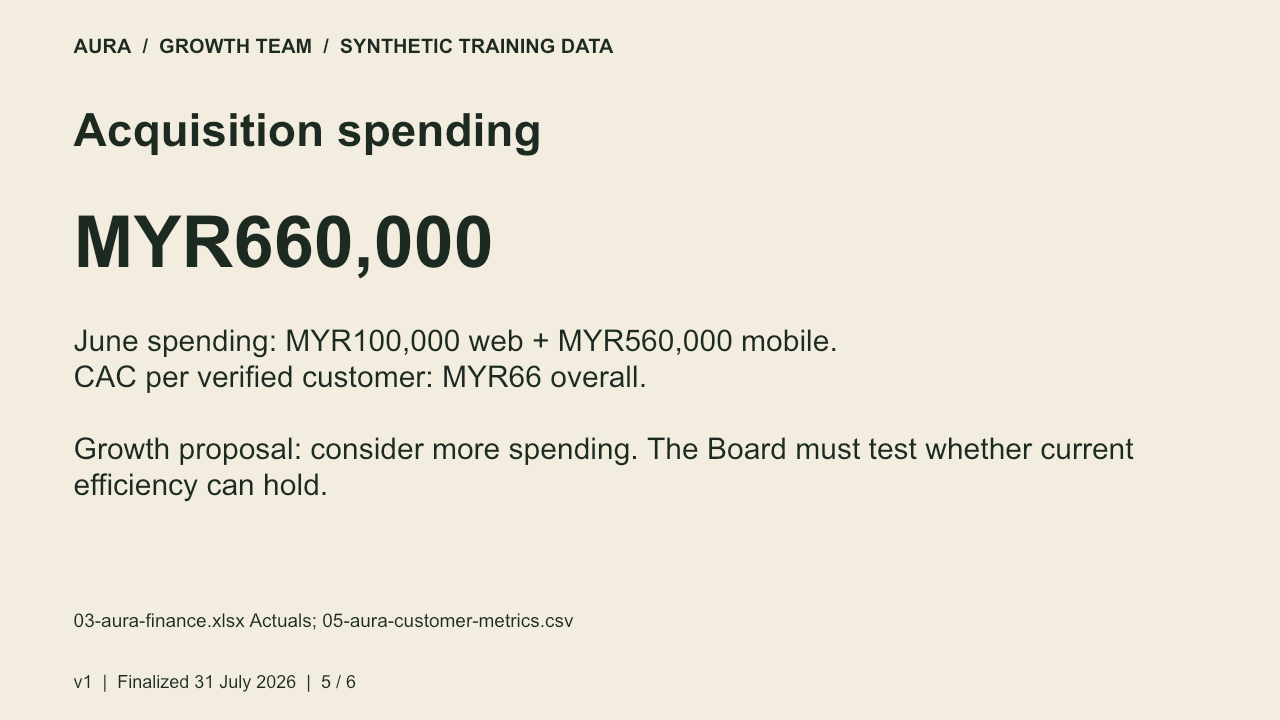 AURA / GROWTH TEAM / SYNTHETIC TRAINING DATA
Acquisition spending
MYR660,000
June spending: MYR100,000 web + MYR560,000 mobile.
CAC per verified customer: MYR66 overall.
Growth proposal: consider more spending. The Board must test whether current
efficiency can hold.
03-aura-finance.xlsx Actuals; 05-aura-customer-metrics.csv
v1 | Finalized 31 July 2026 | 5 / 6